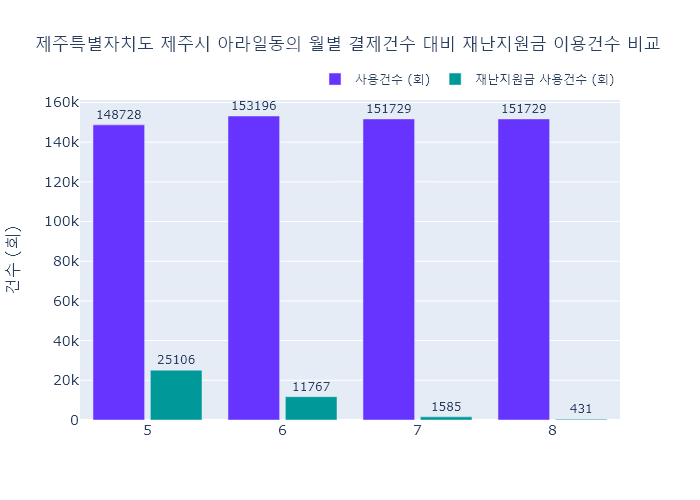 제주특별자치도 제주시 아라일동의 월별 결제건수 대비 재난지원금 이용건수 비교
사용건수 (회) 재난지원금 사용건수 (회)
160k
140k
120k
100k
80k
60k
40k
20k
0
건수 (회)
148728
25106
153196
11767
151729
1585
151729
431
5 6 7 8